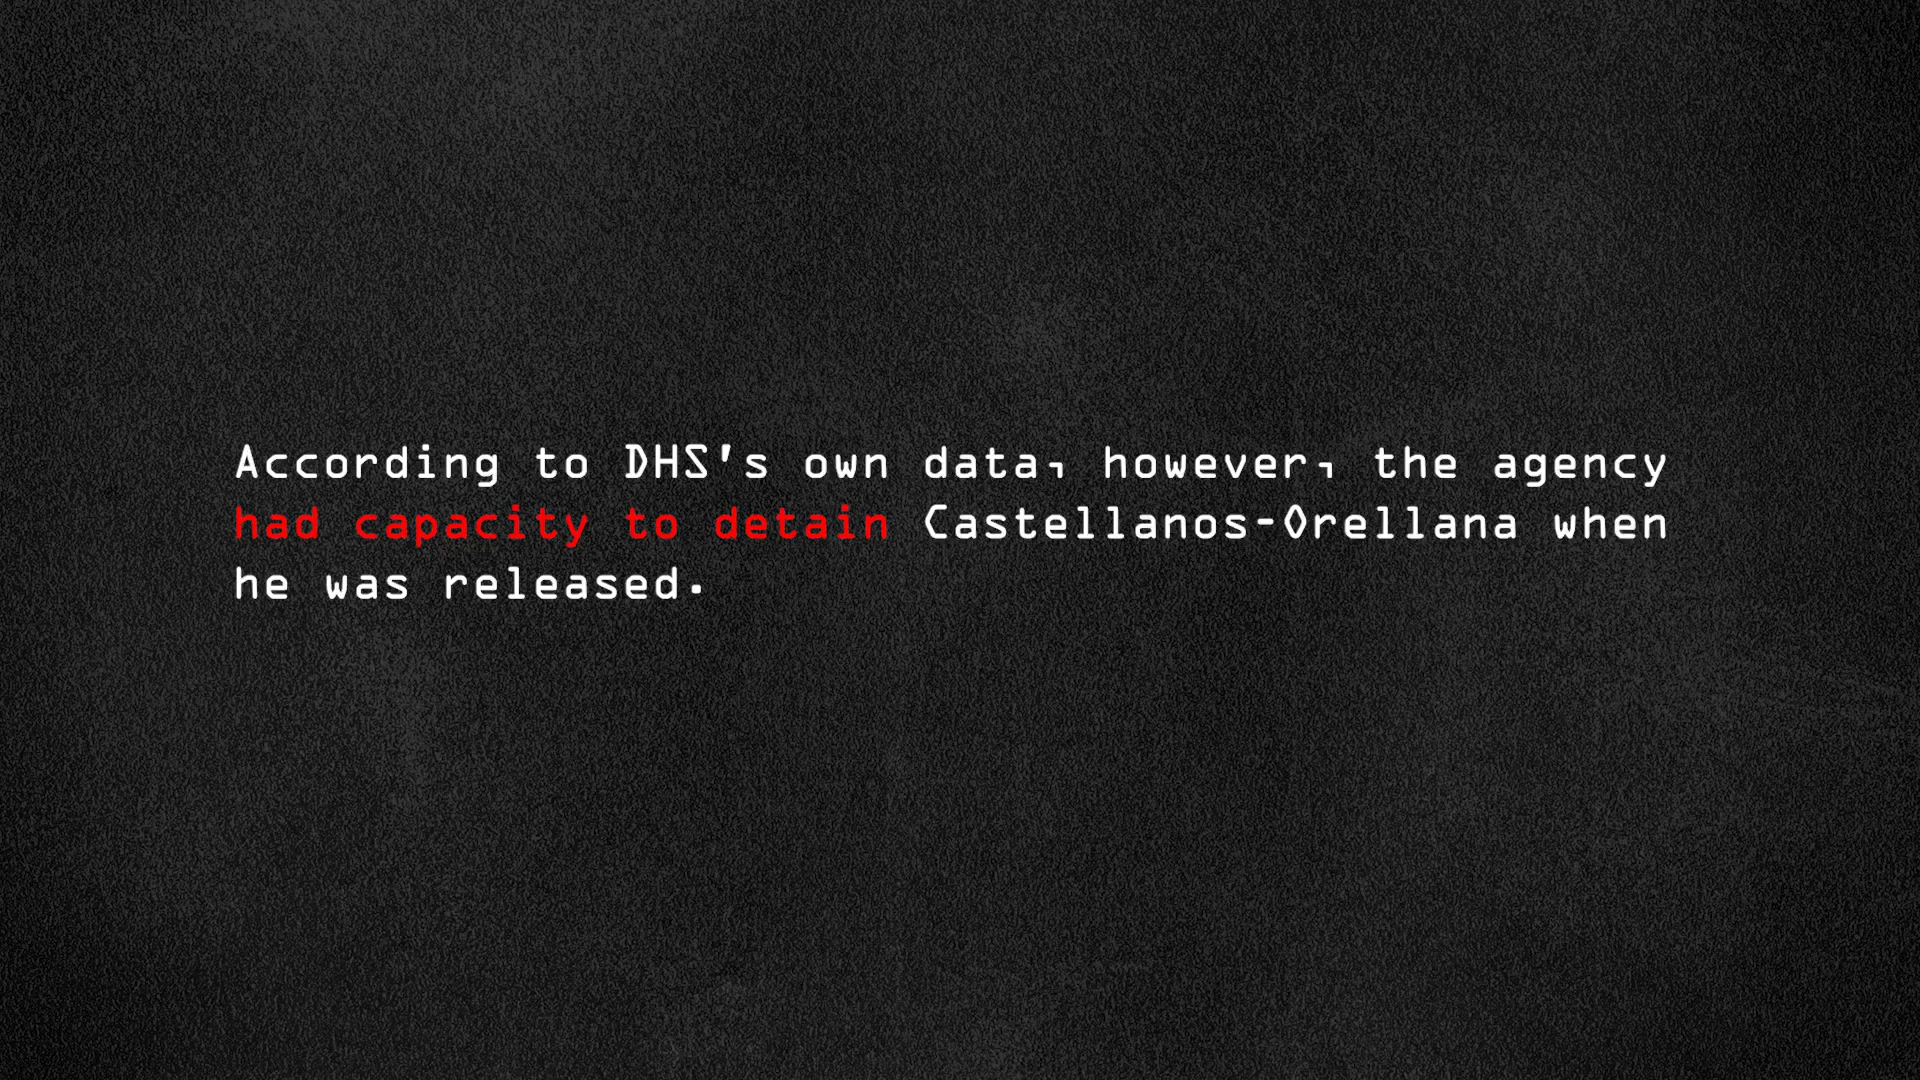 According to DHS's own data, however, the agency
had capacity to detain Castellanos-Orellana when
he was released.